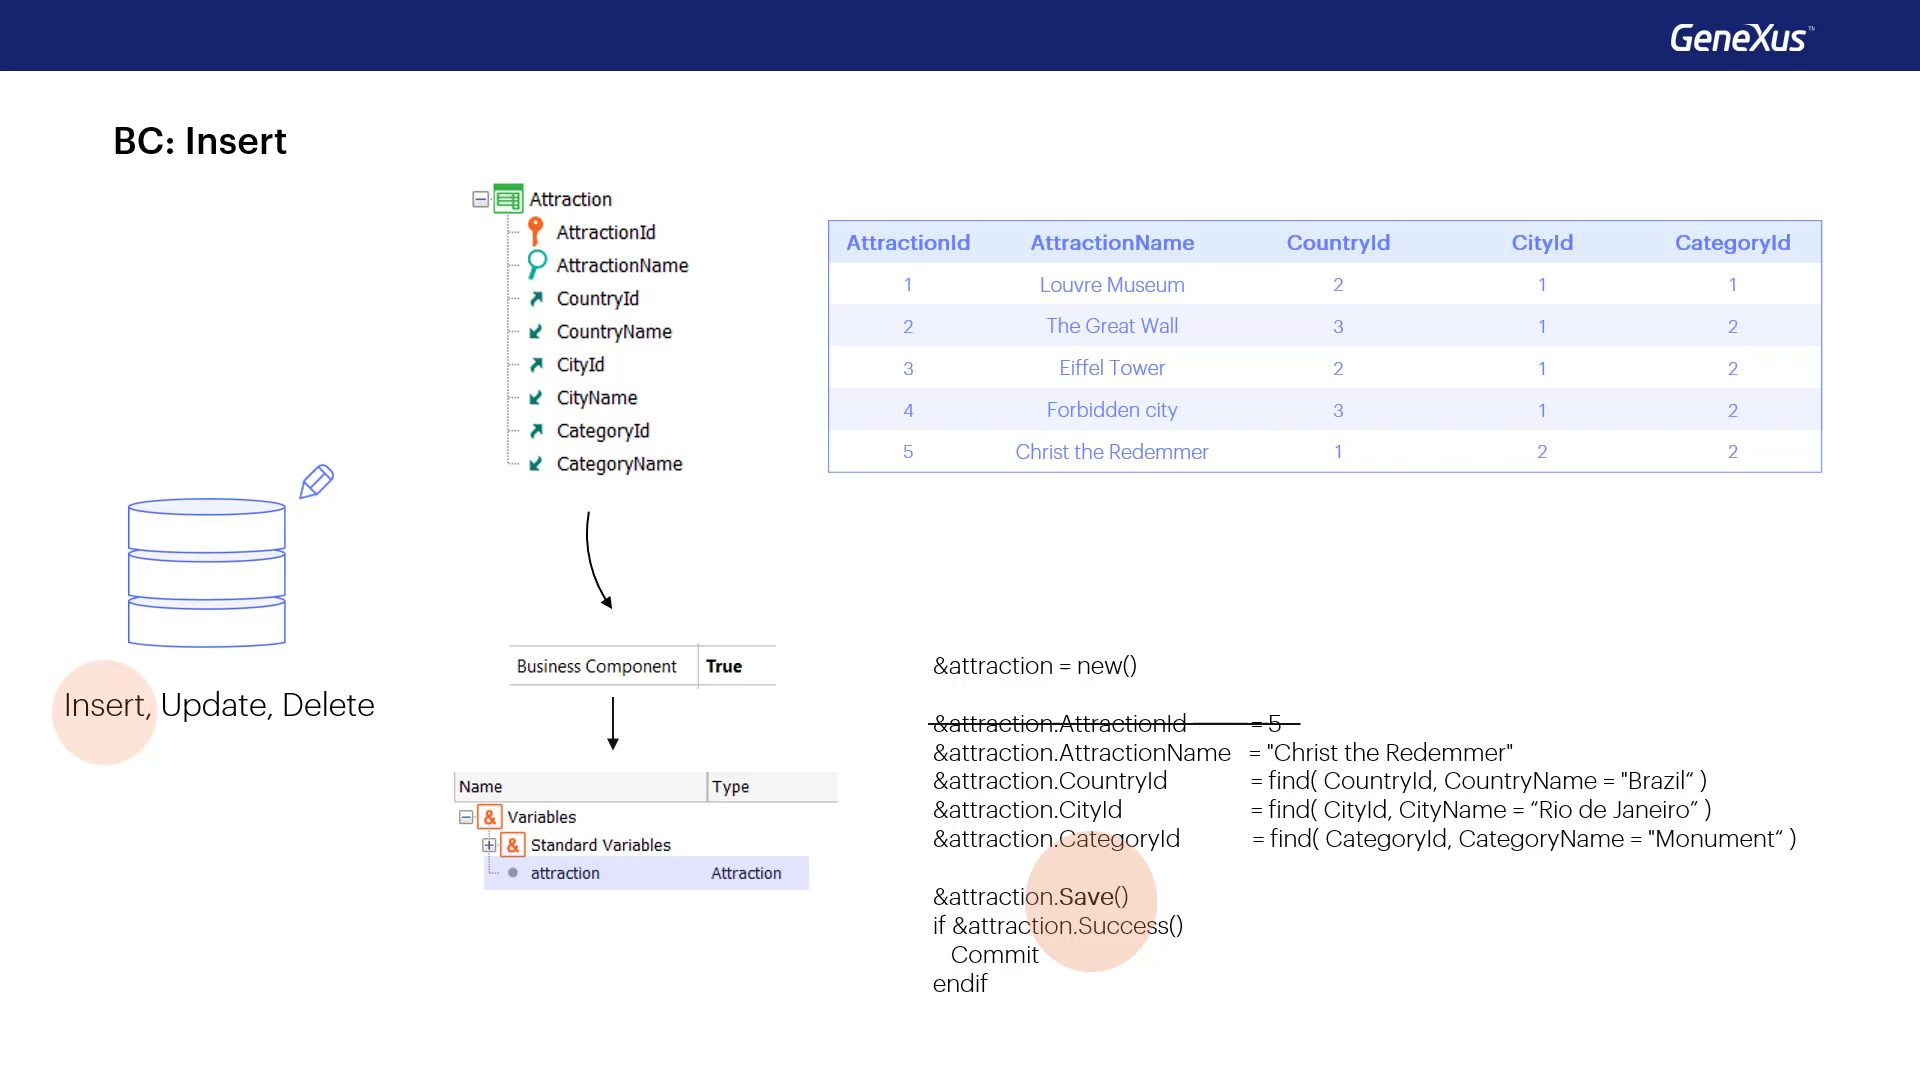 GeneXus™
BC: Insert
Attraction
AttractionId
AttractionName
CountryId
CountryName
CityId
CityName
CategoryId
CategoryName
AttractionId AttractionName CountryId CityId CategoryId
1 Louvre Museum 2 1 1
2 The Great Wall 3 1 2
3 Eiffel Tower 2 1 2
4 Forbidden city 3 1 2
5 Christ the Redemmer 1 2 2
Insert, Update, Delete
Business Component True
Name Type
& Variables
& Standard Variables
attraction Attraction
&attraction = new()
&attraction.AttractionId = 5
&attraction.AttractionName = "Christ the Redemmer"
&attraction.CountryId = find( CountryId, CountryName = "Brazil“ )
&attraction.CityId = find( CityId, CityName = “Rio de Janeiro” )
&attraction.CategoryId = find( CategoryId, CategoryName = "Monument“ )
&attraction.Save()
if &attraction.Success()
Commit
endif